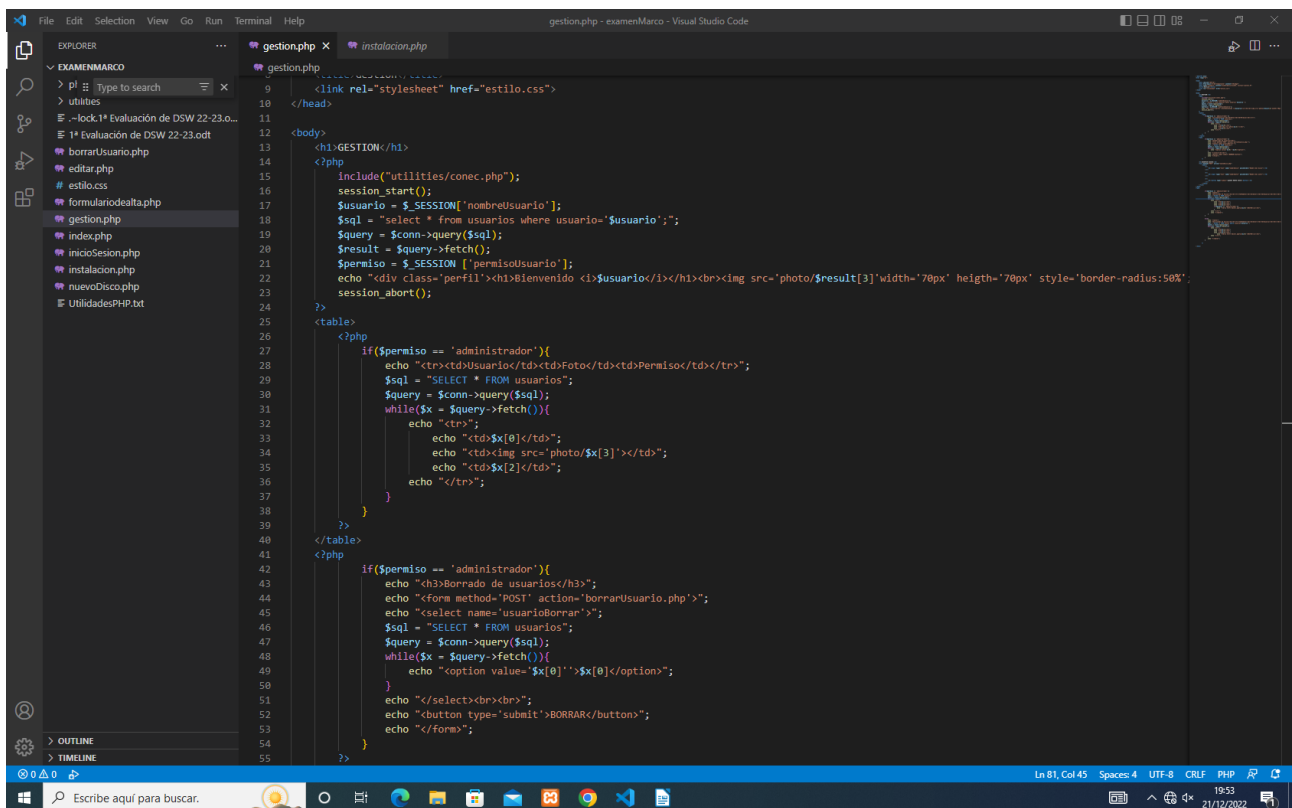 File Edit Selection View Go Run Terminal Help
gestion.php - examenMarco - Visual Studio Code
EXPLORER
EXAMENMARCO
Type to search
utilities
.~lock.1ª Evaluación de DSW 22-23.o...
1ª Evaluación de DSW 22-23.odt
borrarUsuario.php
editar.php
# estilo.css
formulariodealta.php
gestion.php
index.php
inicioSesion.php
instalacion.php
nuevoDisco.php
UtilidadesPHP.txt
OUTLINE
TIMELINE
gestion.php
instalacion.php
gestion.php
9 <link rel="stylesheet" href="estilo.css">
10 </head>
11
12 <body>
13 <h1>GESTION</h1>
14 <?php
15 include("utilities/conec.php");
16 session_start();
17 $usuario = $_SESSION['nombreUsuario'];
18 $sql = "select * from usuarios where usuario='$usuario';";
19 $query = $conn->query($sql);
20 $result = $query->fetch();
21 $permiso = $_SESSION ['permisoUsuario'];
22 echo "<div class='perfil'><h1>Bienvenido <i>$usuario</i></h1><br><img src='photo/$result[3]'width='70px' heigth='70px' style='border-radius:50%'
23 session_abort();
24 ?>
25 <table>
26 <?php
27 if($permiso == 'administrador'){
28 echo "<tr><td>Usuario</td><td>Foto</td><td>Permiso</td></tr>";
29 $sql = "SELECT * FROM usuarios";
30 $query = $conn->query($sql);
31 while($x = $query->fetch()){
32 echo "<tr>";
33 echo "<td>$x[0]</td>";
34 echo "<td><img src='photo/$x[3]'></td>";
35 echo "<td>$x[2]</td>";
36 echo "</tr>";
37 }
38 }
39 ?>
40 </table>
41 <?php
42 if($permiso == 'administrador'){
43 echo "<h3>Borrado de usuarios</h3>";
44 echo "<form method='POST' action='borrarUsuario.php'>";
45 echo "<select name='usuarioBorrar'>";
46 $sql = "SELECT * FROM usuarios";
47 $query = $conn->query($sql);
48 while($x = $query->fetch()){
49 echo "<option value='$x[0]''>$x[0]</option>";
50 }
51 echo "</select><br><br>";
52 echo "<button type='submit'>BORRAR</button>";
53 echo "</form>";
54 }
55 ?>
0 0
Ln 81, Col 45 Spaces: 4 UTF-8 CRLF PHP
Escribe aquí para buscar.
19:53
21/12/2022